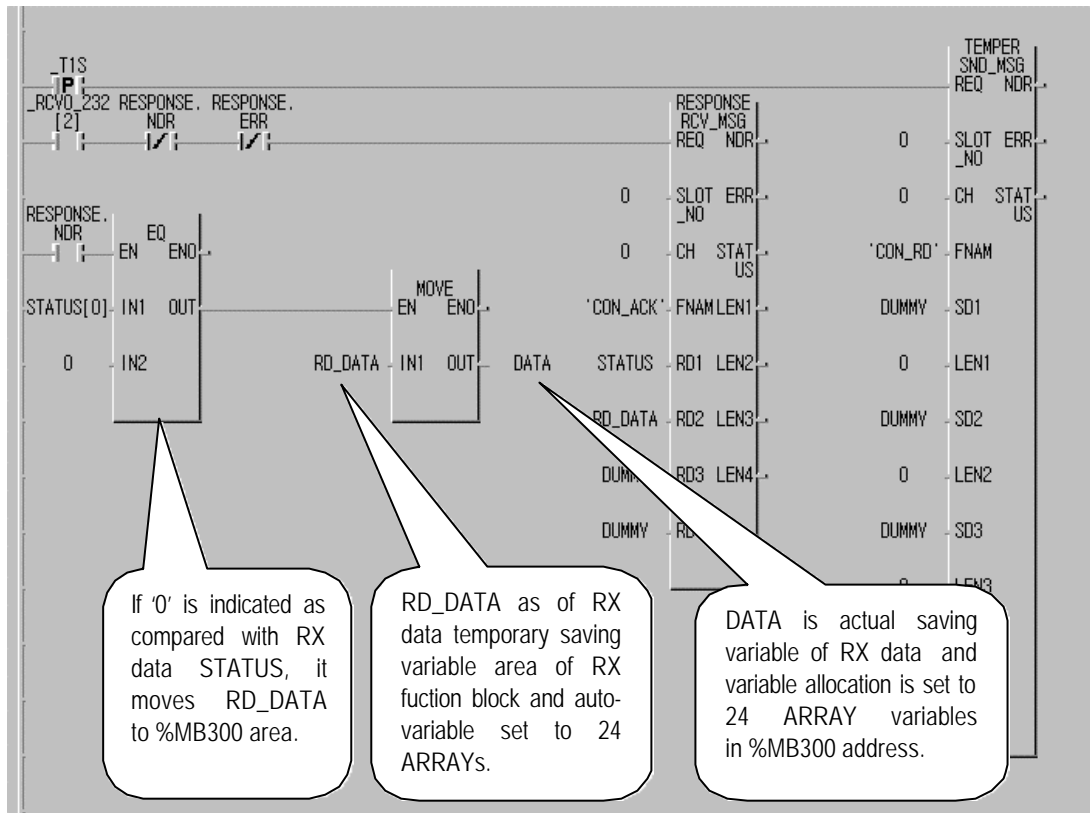 TEMPER
SND_MSG
_T1S
P
REQ NDR
_RCV0_232 RESPONSE. RESPONSE.
[2] NDR ERR
RESPONSE
RCV_MSG
REQ NDR
0 SLOT ERR
_NO
0 SLOT ERR
_NO
0 CH STAT
US
RESPONSE.
NDR
EQ
EN ENO
0 CH STAT
US
'CON_RD' FNAM
MOVE
EN ENO
STATUS[0] IN1 OUT
'CON_ACK' FNAM LEN1
DUMMY SD1
0 IN2
RD_DATA IN1 OUT DATA
STATUS RD1 LEN2
0 LEN1
RD_DATA RD2 LEN3
DUMMY SD2
RD3 LEN4
0 LEN2
DUMMY
DUMMY SD3
If '0' is indicated as
compared with RX
data STATUS, it
moves RD_DATA
to %MB300 area.
RD_DATA as of RX
data temporary saving
variable area of RX
fuction block and auto-
variable set to 24
ARRAYs.
DATA is actual saving
variable of RX data and
variable allocation is set to
24 ARRAY variables
in %MB300 address.